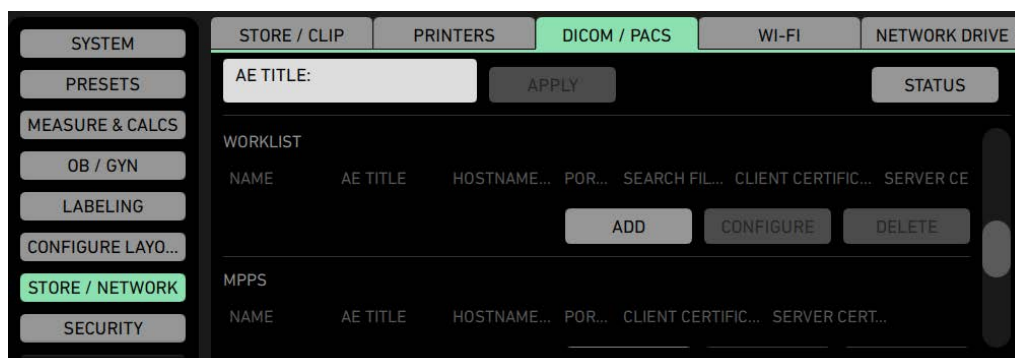 SYSTEM
PRESETS
MEASURE & CALCS
OB / GYN
LABELING
CONFIGURE LAYO...
STORE / NETWORK
SECURITY
STORE / CLIP
PRINTERS
DICOM / PACS
WI-FI
NETWORK DRIVE
AE TITLE:
APPLY
STATUS
WORKLIST
NAME AE TITLE HOSTNAME... POR... SEARCH FIL... CLIENT CERTIFIC... SERVER CE
ADD
CONFIGURE
DELETE
MPPS
NAME AE TITLE HOSTNAME... POR... CLIENT CERTIFIC... SERVER CERT...